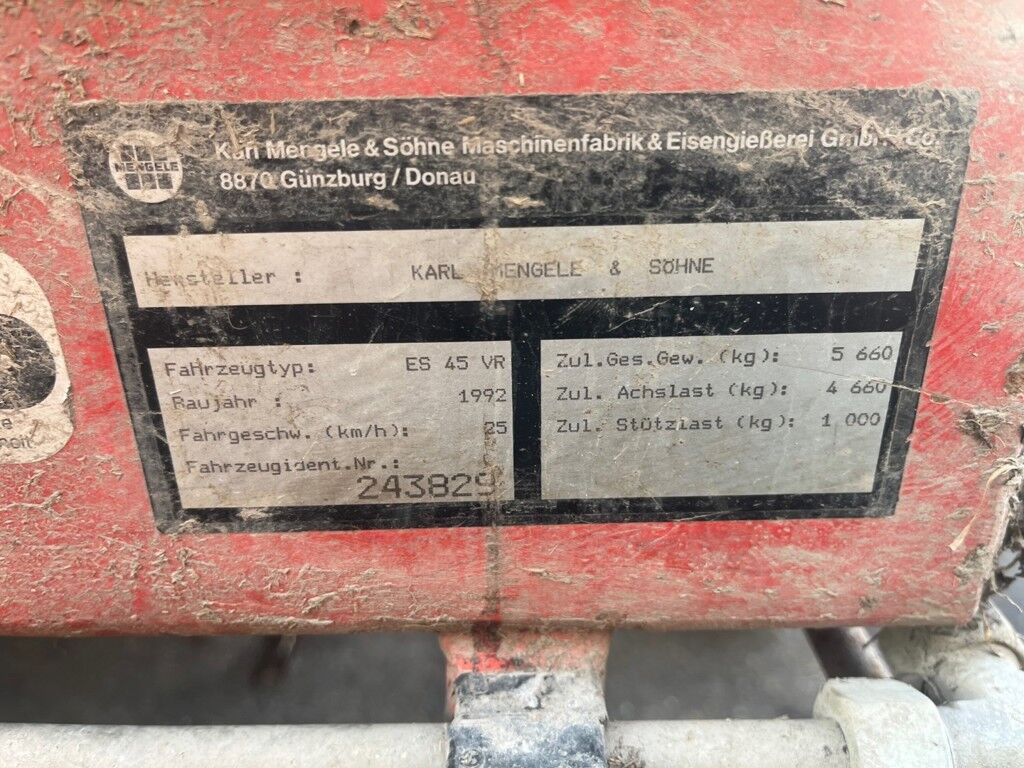 MENGELE
Karl Mengele & Söhne Maschinenfabrik & Eisengießerei GmbH & Co.
8870 Günzburg / Donau
Hersteller : KARL MENGELE & SÖHNE
Fahrzeugtyp: ES 45 VR
Baujahr : 1992
Fahrgeschw. (km/h): 25
Fahrzeugident.Nr.:
243829
Zul.Ges.Gew. (kg): 5 660
Zul. Achslast (kg): 4 660
Zul. Stützlast (kg): 1 000